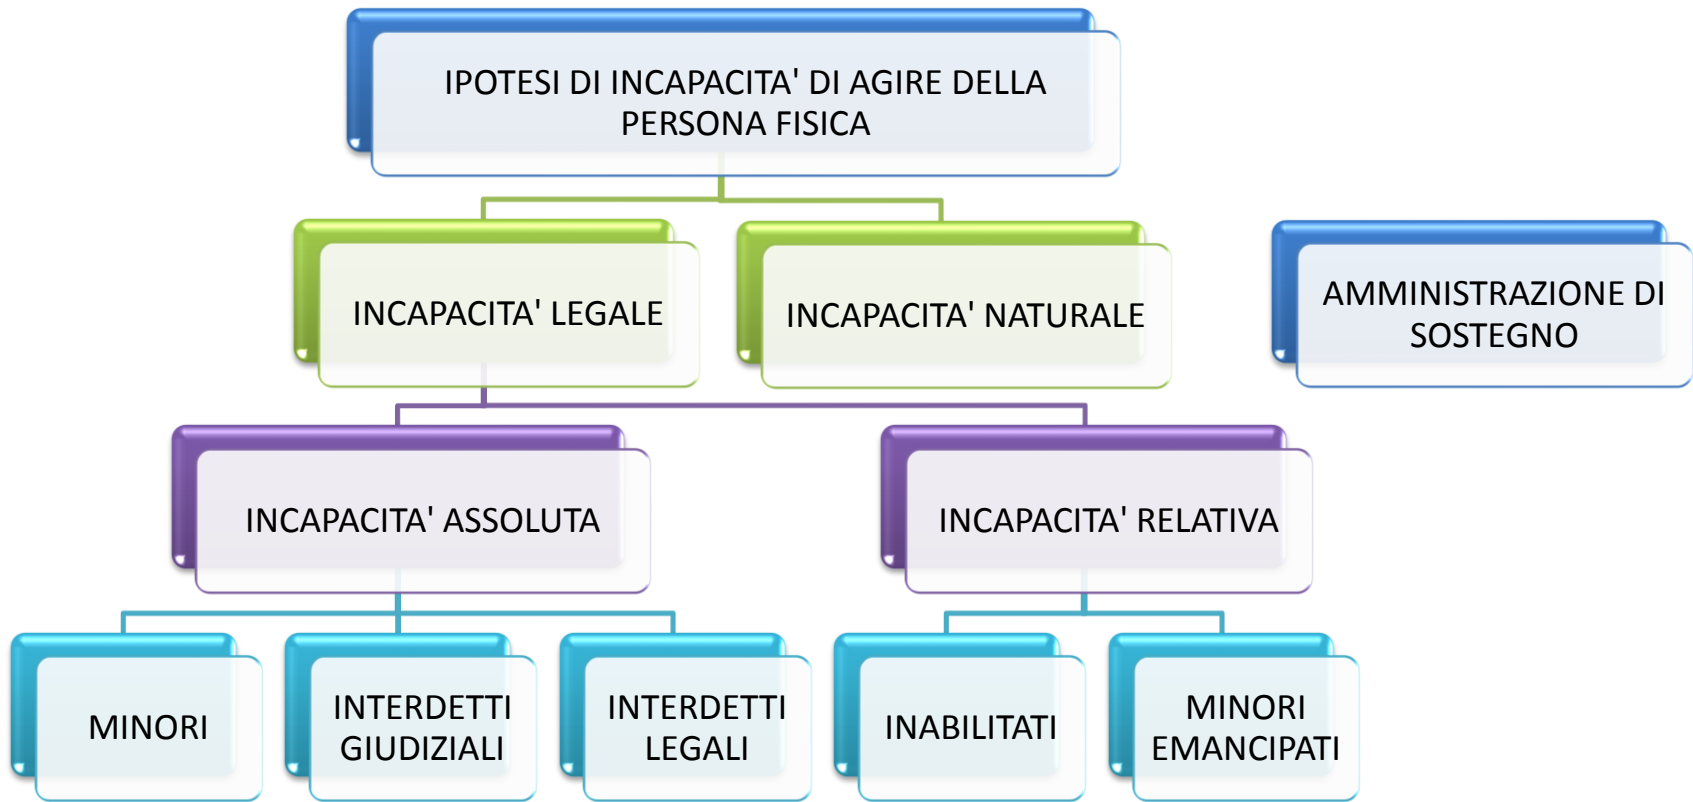 IPOTESI DI INCAPACITA' DI AGIRE DELLA
PERSONA FISICA
INCAPACITA' LEGALE
INCAPACITA' NATURALE
AMMINISTRAZIONE DI
SOSTEGNO
INCAPACITA' ASSOLUTA
INCAPACITA' RELATIVA
MINORI
INTERDETTI
GIUDIZIALI
INTERDETTI
LEGALI
INABILITATI
MINORI
EMANCIPATI